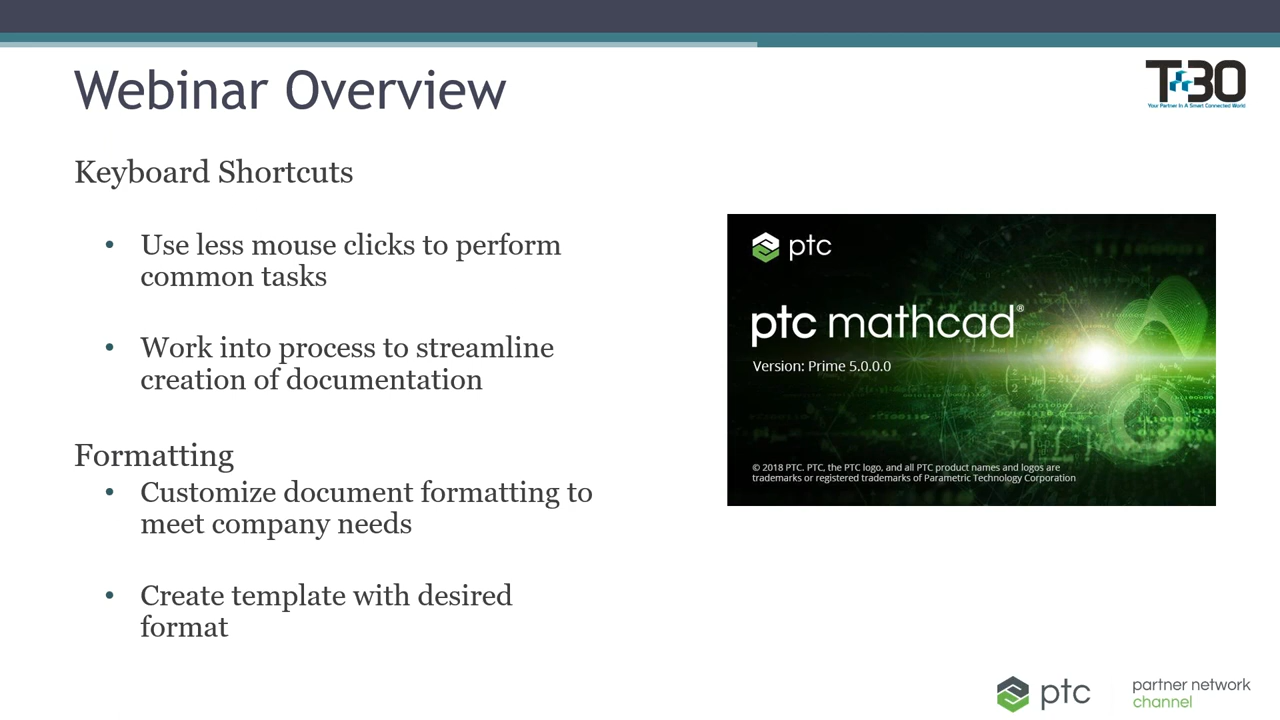 Webinar Overview
T30
Your Partner In A Smart Connected World
Keyboard Shortcuts
• Use less mouse clicks to perform
common tasks
• Work into process to streamline
creation of documentation
Formatting
• Customize document formatting to
meet company needs
• Create template with desired
format
ptc
ptc mathcad®
Version: Prime 5.0.0.0
© 2018 PTC. PTC, the PTC logo, and all PTC product names and logos are
trademarks or registered trademarks of Parametric Technology Corporation
ptc
partner network
channel